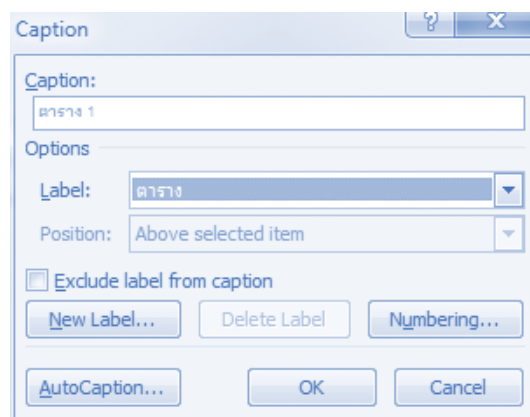 Caption
Caption:
ตาราง 1
Options
Label: ตาราง
Position: Above selected item
Exclude label from caption
New Label... Delete Label Numbering...
AutoCaption... OK Cancel